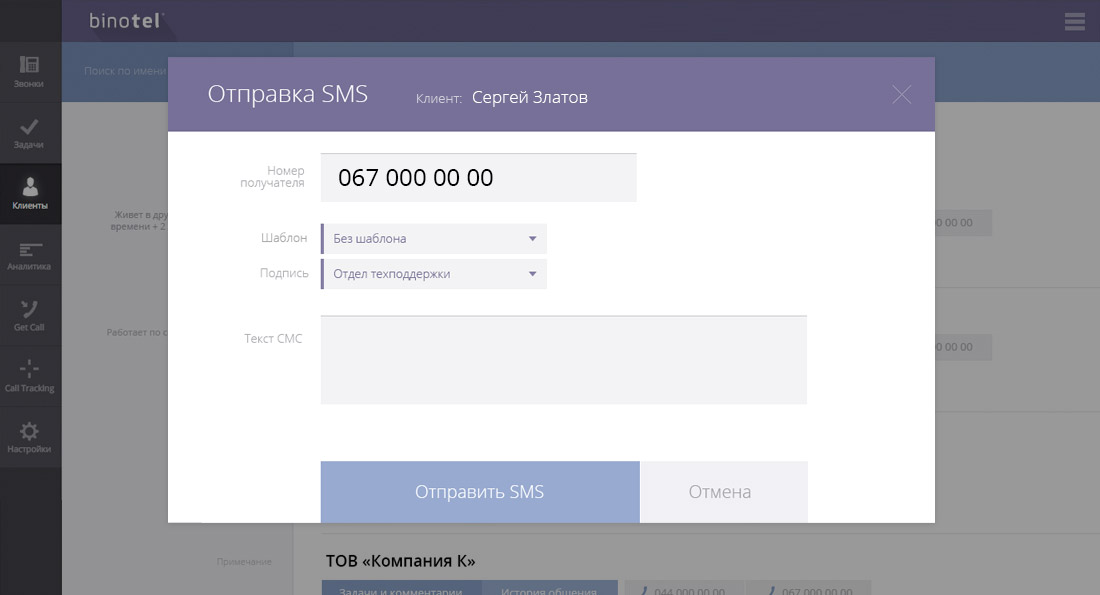 binotel
Звонки
Поиск по имени
Отправка SMS
Клиент: Сергей Златов
Задачи
Номер
получателя
067 000 00 00
Клиенты
Живет в дру
времени + 2
0 00 00
Шаблон
Без шаблона
Аналитика
Подпись
Отдел техподдержки
Get Call
Работает по с
Текст СМС
0 00 00
Call Tracking
Настройки
Отправить SMS
Отмена
Примечание
ТОВ «Компания К»
Задачи и комментарии
История общения
044 000 00 00
067 000 00 00